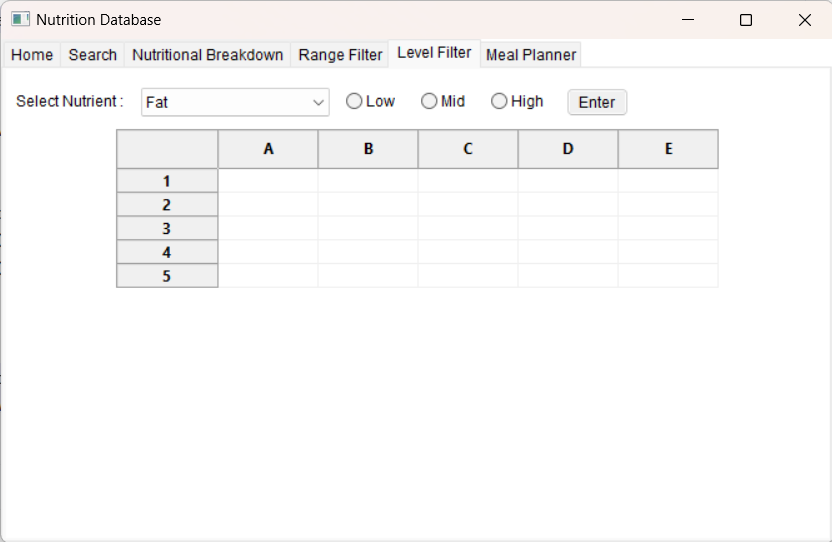 Nutrition Database
Home Search Nutritional Breakdown Range Filter Level Filter Meal Planner
Select Nutrient : Fat Low Mid High Enter
A B C D E
1
2
3
4
5